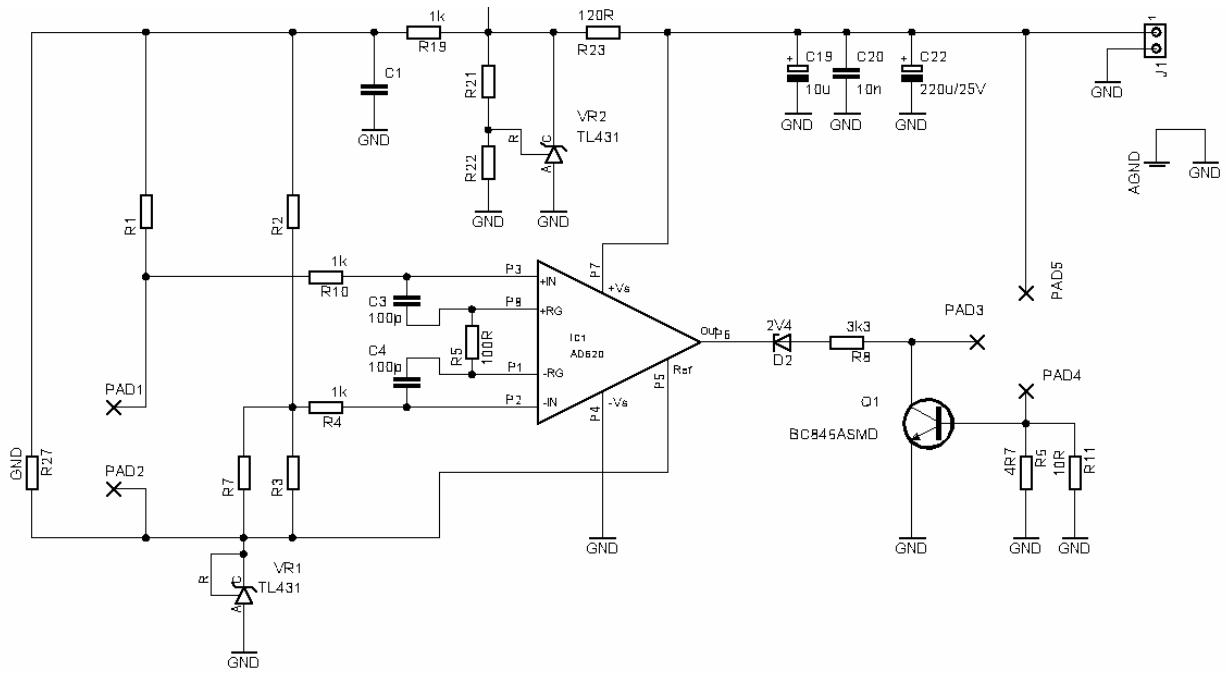 1k
R19
120R
R23
1
J1
GND
C1
GND
R21
R22
GND
VR2
TL431
R
C
A
GND
+
C19
10u
GND
C20
10n
GND
+
C22
220u/25V
GND
AGND
GND
R1
R2
1k
R10
C3
100p
C4
100p
R5
100R
1k
R4
P3
P8
P1
P2
+IN
+RG
-RG
-IN
IC1
AD620
P7
+Vs
P4
-Vs
GND
out
P6
P5
Ref
2V4
D2
3k3
R8
PAD3
PAD5
PAD4
Q1
BC846ASMD
GND
4R7
R6
GND
10R
R11
GND
PAD1
PAD2
GND
R27
R7
R3
VR1
TL431
R
C
A
GND